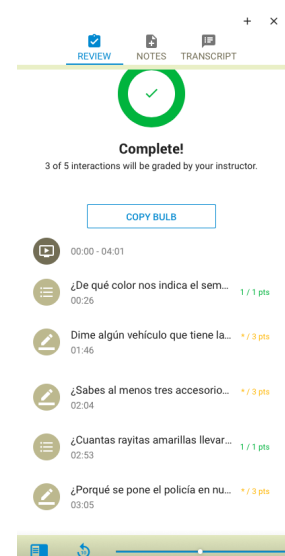 REVIEW NOTES TRANSCRIPT
Complete!
3 of 5 interactions will be graded by your instructor.
COPY BULB
00:00 - 04:01
¿De qué color nos indica el sem... 1 / 1 pts
00:26
Dime algún vehículo que tiene la... * / 3 pts
01:46
¿Sabes al menos tres accesorio... * / 3 pts
02:04
¿Cuantas rayitas amarillas llevar... 1 / 1 pts
02:53
¿Porqué se pone el policía en nu... * / 3 pts
03:05